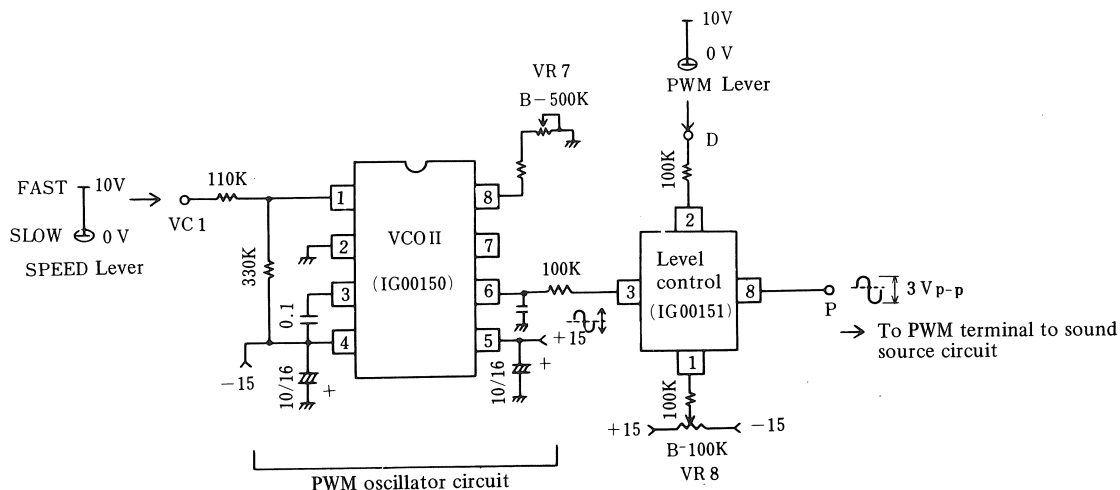 10V
0 V
PWM Lever
D
100K
2
VR 7
B-500K
FAST
10V
SLOW
0 V
SPEED Lever
VC 1
110K
330K
1
2
3
4
8
7
6
5
VCO II
(IG00150)
0.1
-15
10/16
+
+15
10/16
+
100K
3
Level
control
(IG00151)
8
P
3 Vp-p
To PWM terminal to sound
source circuit
1
100K
+15
-15
B-100K
VR 8
PWM oscillator circuit